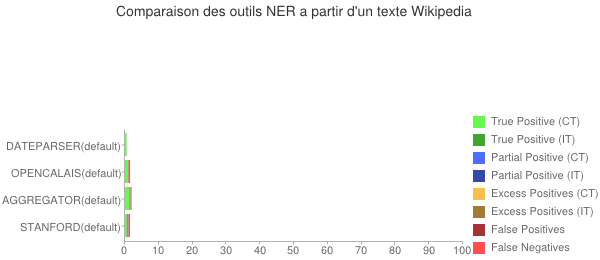 Comparaison des outils NER a partir d'un texte Wikipedia
DATEPARSER(default)
OPENCALAIS(default)
AGGREGATOR(default)
STANFORD(default)
0 10 20 30 40 50 60 70 80 90 100
True Positive (CT)
True Positive (IT)
Partial Positive (CT)
Partial Positive (IT)
Excess Positives (CT)
Excess Positives (IT)
False Positives
False Negatives